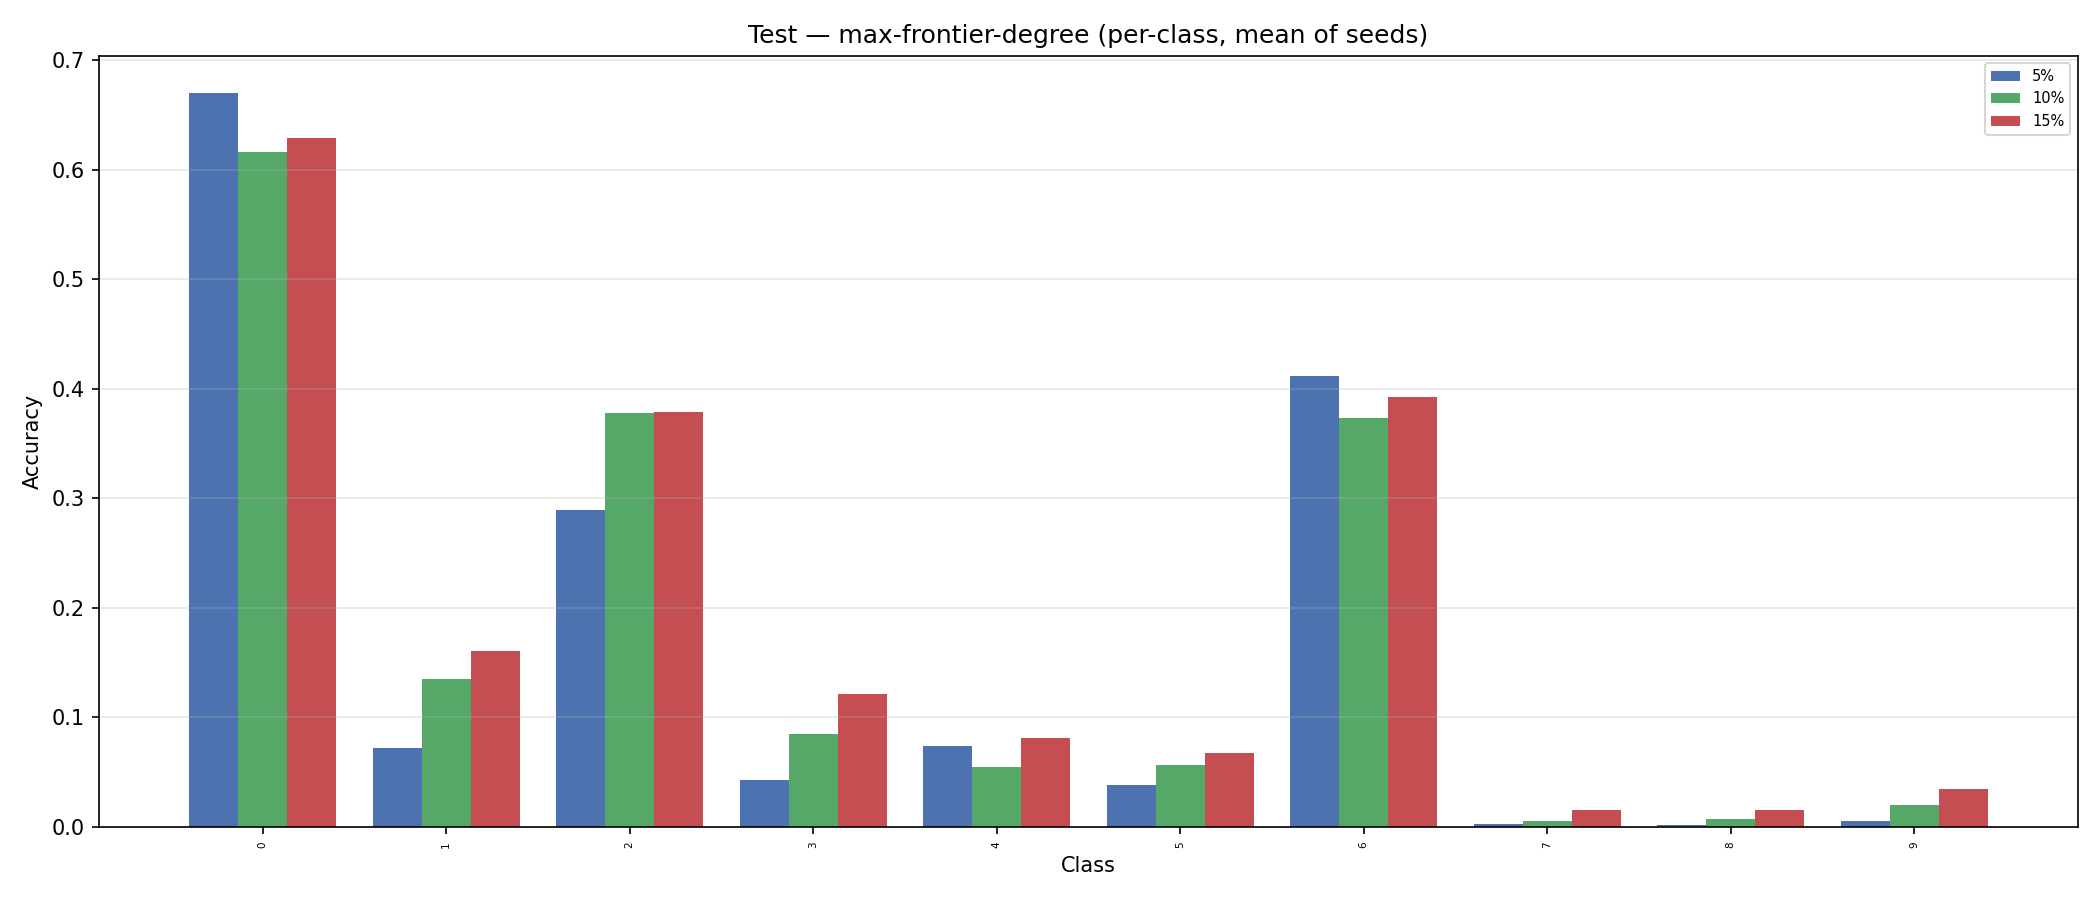 Test — max-frontier-degree (per-class, mean of seeds)
5%
10%
15%
Accuracy
0.7
0.6
0.5
0.4
0.3
0.2
0.1
0.0
0 1 2 3 4 5 6 7 8 9
Class